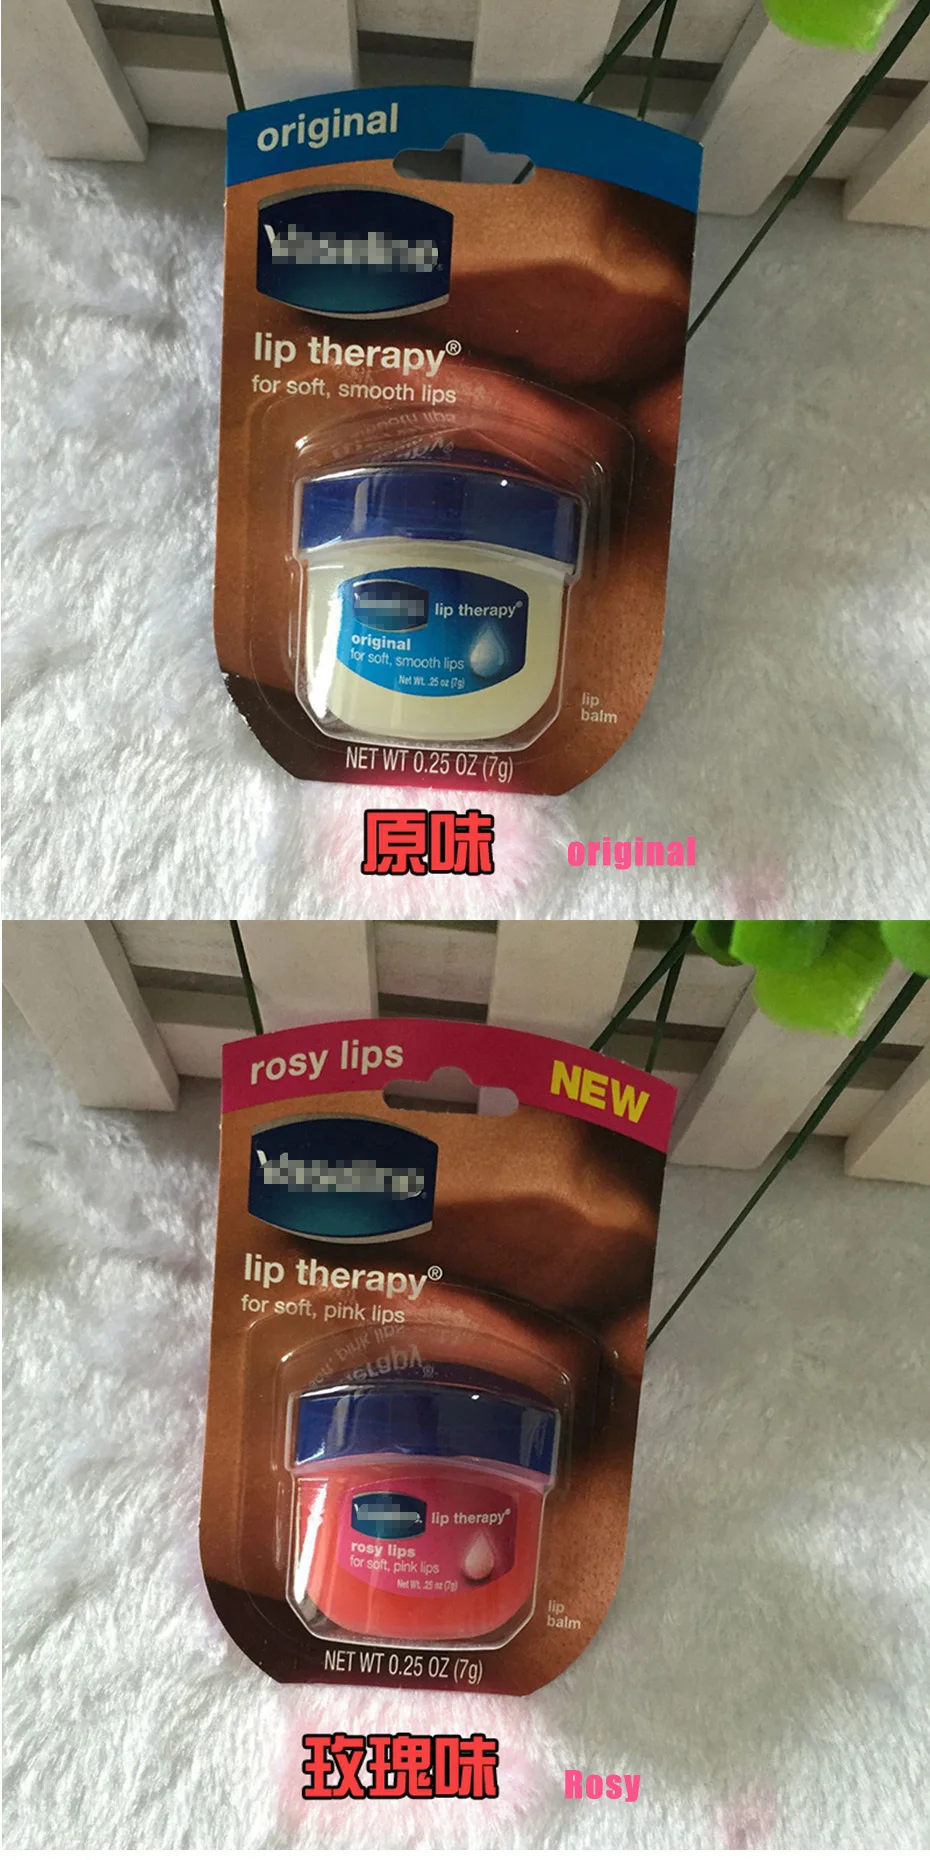 original
lip therapy®
for soft, smooth lips
lip therapy®
original
for soft, smooth lips
Net Wt. .25 oz (7g)
lip
balm
NET WT 0.25 OZ (7g)
原味
original
rosy lips
NEW
lip therapy®
for soft, pink lips
lip therapy®
rosy lips
for soft, pink lips
Net Wt. .25 oz (7g)
lip
balm
NET WT 0.25 OZ (7g)
玫瑰味
Rosy